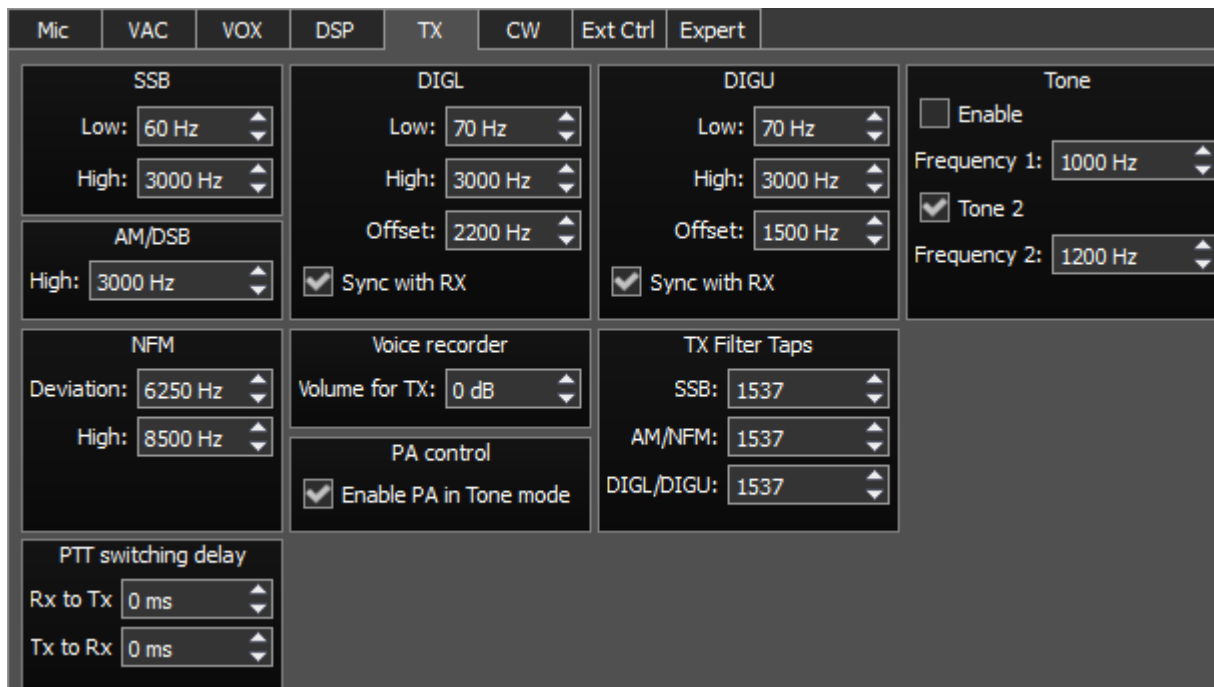 Mic VAC VOX DSP TX CW Ext Ctrl Expert
SSB
Low: 60 Hz
High: 3000 Hz
AM/DSB
High: 3000 Hz
DIGL
Low: 70 Hz
High: 3000 Hz
Offset: 2200 Hz
Sync with RX
DIGU
Low: 70 Hz
High: 3000 Hz
Offset: 1500 Hz
Sync with RX
Tone
Enable
Frequency 1: 1000 Hz
Tone 2
Frequency 2: 1200 Hz
NFM
Deviation: 6250 Hz
High: 8500 Hz
Voice recorder
Volume for TX: 0 dB
PA control
Enable PA in Tone mode
TX Filter Taps
SSB: 1537
AM/NFM: 1537
DIGL/DIGU: 1537
PTT switching delay
Rx to Tx 0 ms
Tx to Rx 0 ms